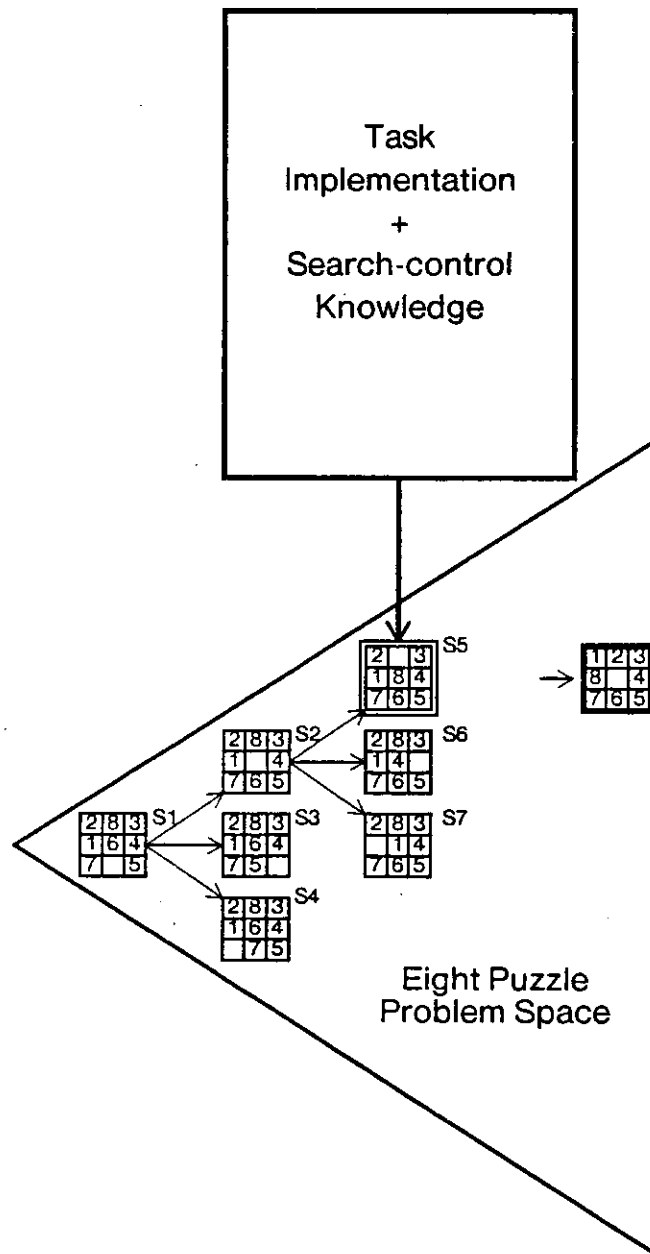 Task
Implementation
+
Search-control
Knowledge
S5
2 3
1 8 4
7 6 5
1 2 3
8 4
7 6 5
S2
2 8 3
1 4
7 6 5
S6
2 8 3
1 4
7 6 5
S1
2 8 3
1 6 4
7 5
S3
2 8 3
1 6 4
7 5
S7
2 8 3
1 4
7 6 5
S4
2 8 3
1 6 4
7 5
Eight Puzzle
Problem Space